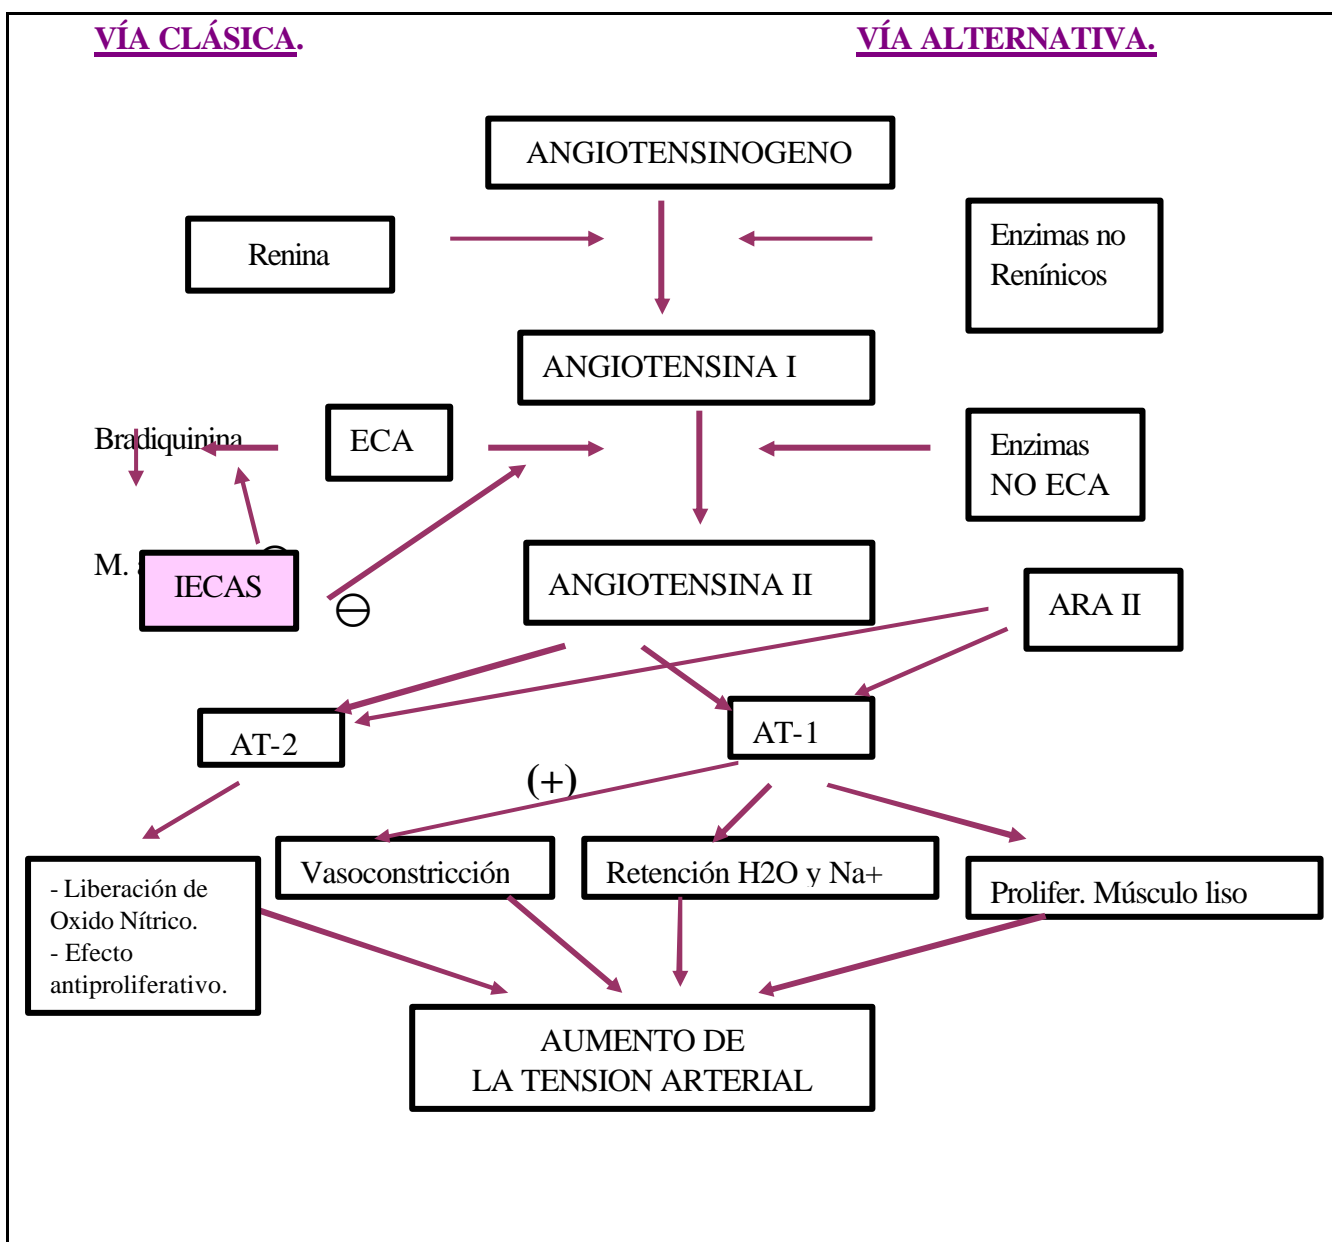 VÍA CLÁSICA.
VÍA ALTERNATIVA.
ANGIOTENSINOGENO
Renina
Enzimas no
Renínicos
ANGIOTENSINA I
Bradiquinina
ECA
Enzimas
NO ECA
M.
IECAS
ANGIOTENSINA II
ARA II
AT-2
AT-1
(+)
Vasoconstricción
Retención H2O y Na+
Prolifer. Músculo liso
- Liberación de
Oxido Nítrico.
- Efecto
antiproliferativo.
AUMENTO DE
LA TENSION ARTERIAL